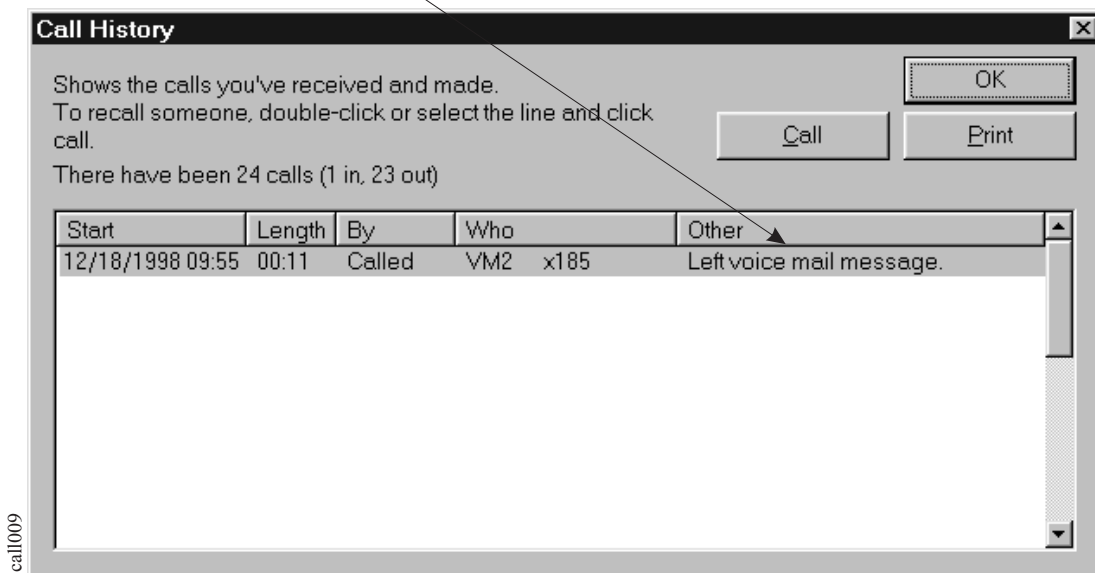 Call History
Shows the calls you've received and made.
To recall someone, double-click or select the line and click
call.
There have been 24 calls (1 in, 23 out)
OK
Call
Print
Start Length By Who Other
12/18/1998 09:55 00:11 Called VM2 x185 Left voice mail message.
call009